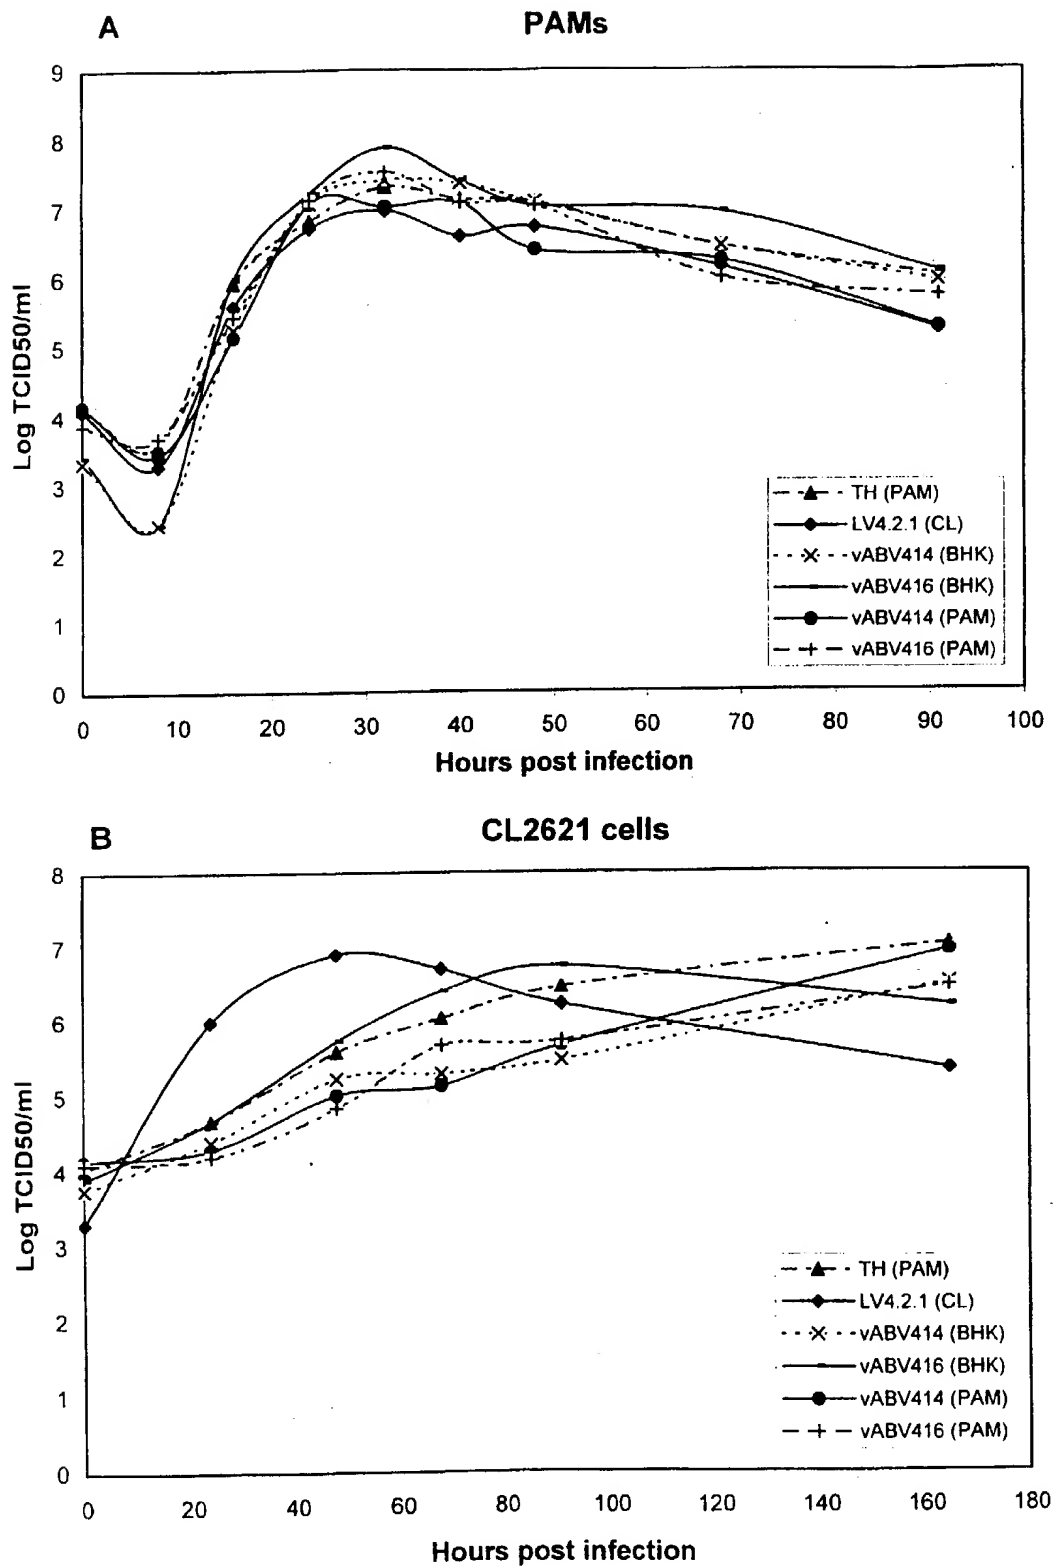 A
PAMs
9
8
7
6
5
4
3
2
1
0
Log TCID50/ml
TH (PAM)
LV4.2.1 (CL)
vABV414 (BHK)
vABV416 (BHK)
vABV414 (PAM)
vABV416 (PAM)
0 10 20 30 40 50 60 70 80 90 100
Hours post infection
B
CL2621 cells
8
7
6
5
4
3
2
1
0
Log TCID50/ml
TH (PAM)
LV4.2.1 (CL)
vABV414 (BHK)
vABV416 (BHK)
vABV414 (PAM)
vABV416 (PAM)
0 20 40 60 80 100 120 140 160 180
Hours post infection